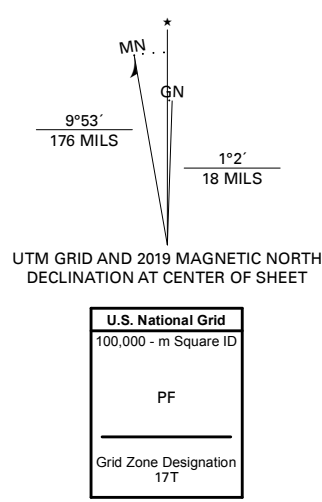 MN
GN
9°53´
176 MILS
1°2´
18 MILS
UTM GRID AND 2019 MAGNETIC NORTH
DECLINATION AT CENTER OF SHEET
U.S. National Grid
100,000 - m Square ID
PF
Grid Zone Designation
17T